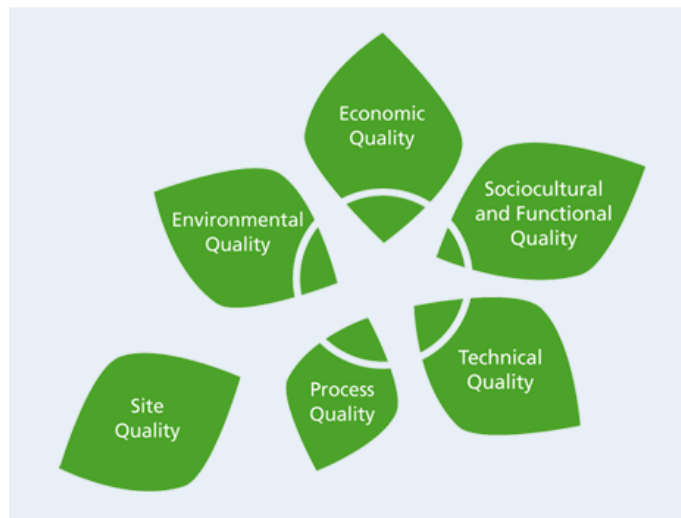 Economic
Quality
Sociocultural
and Functional
Quality
Environmental
Quality
Technical
Quality
Process
Quality
Site
Quality